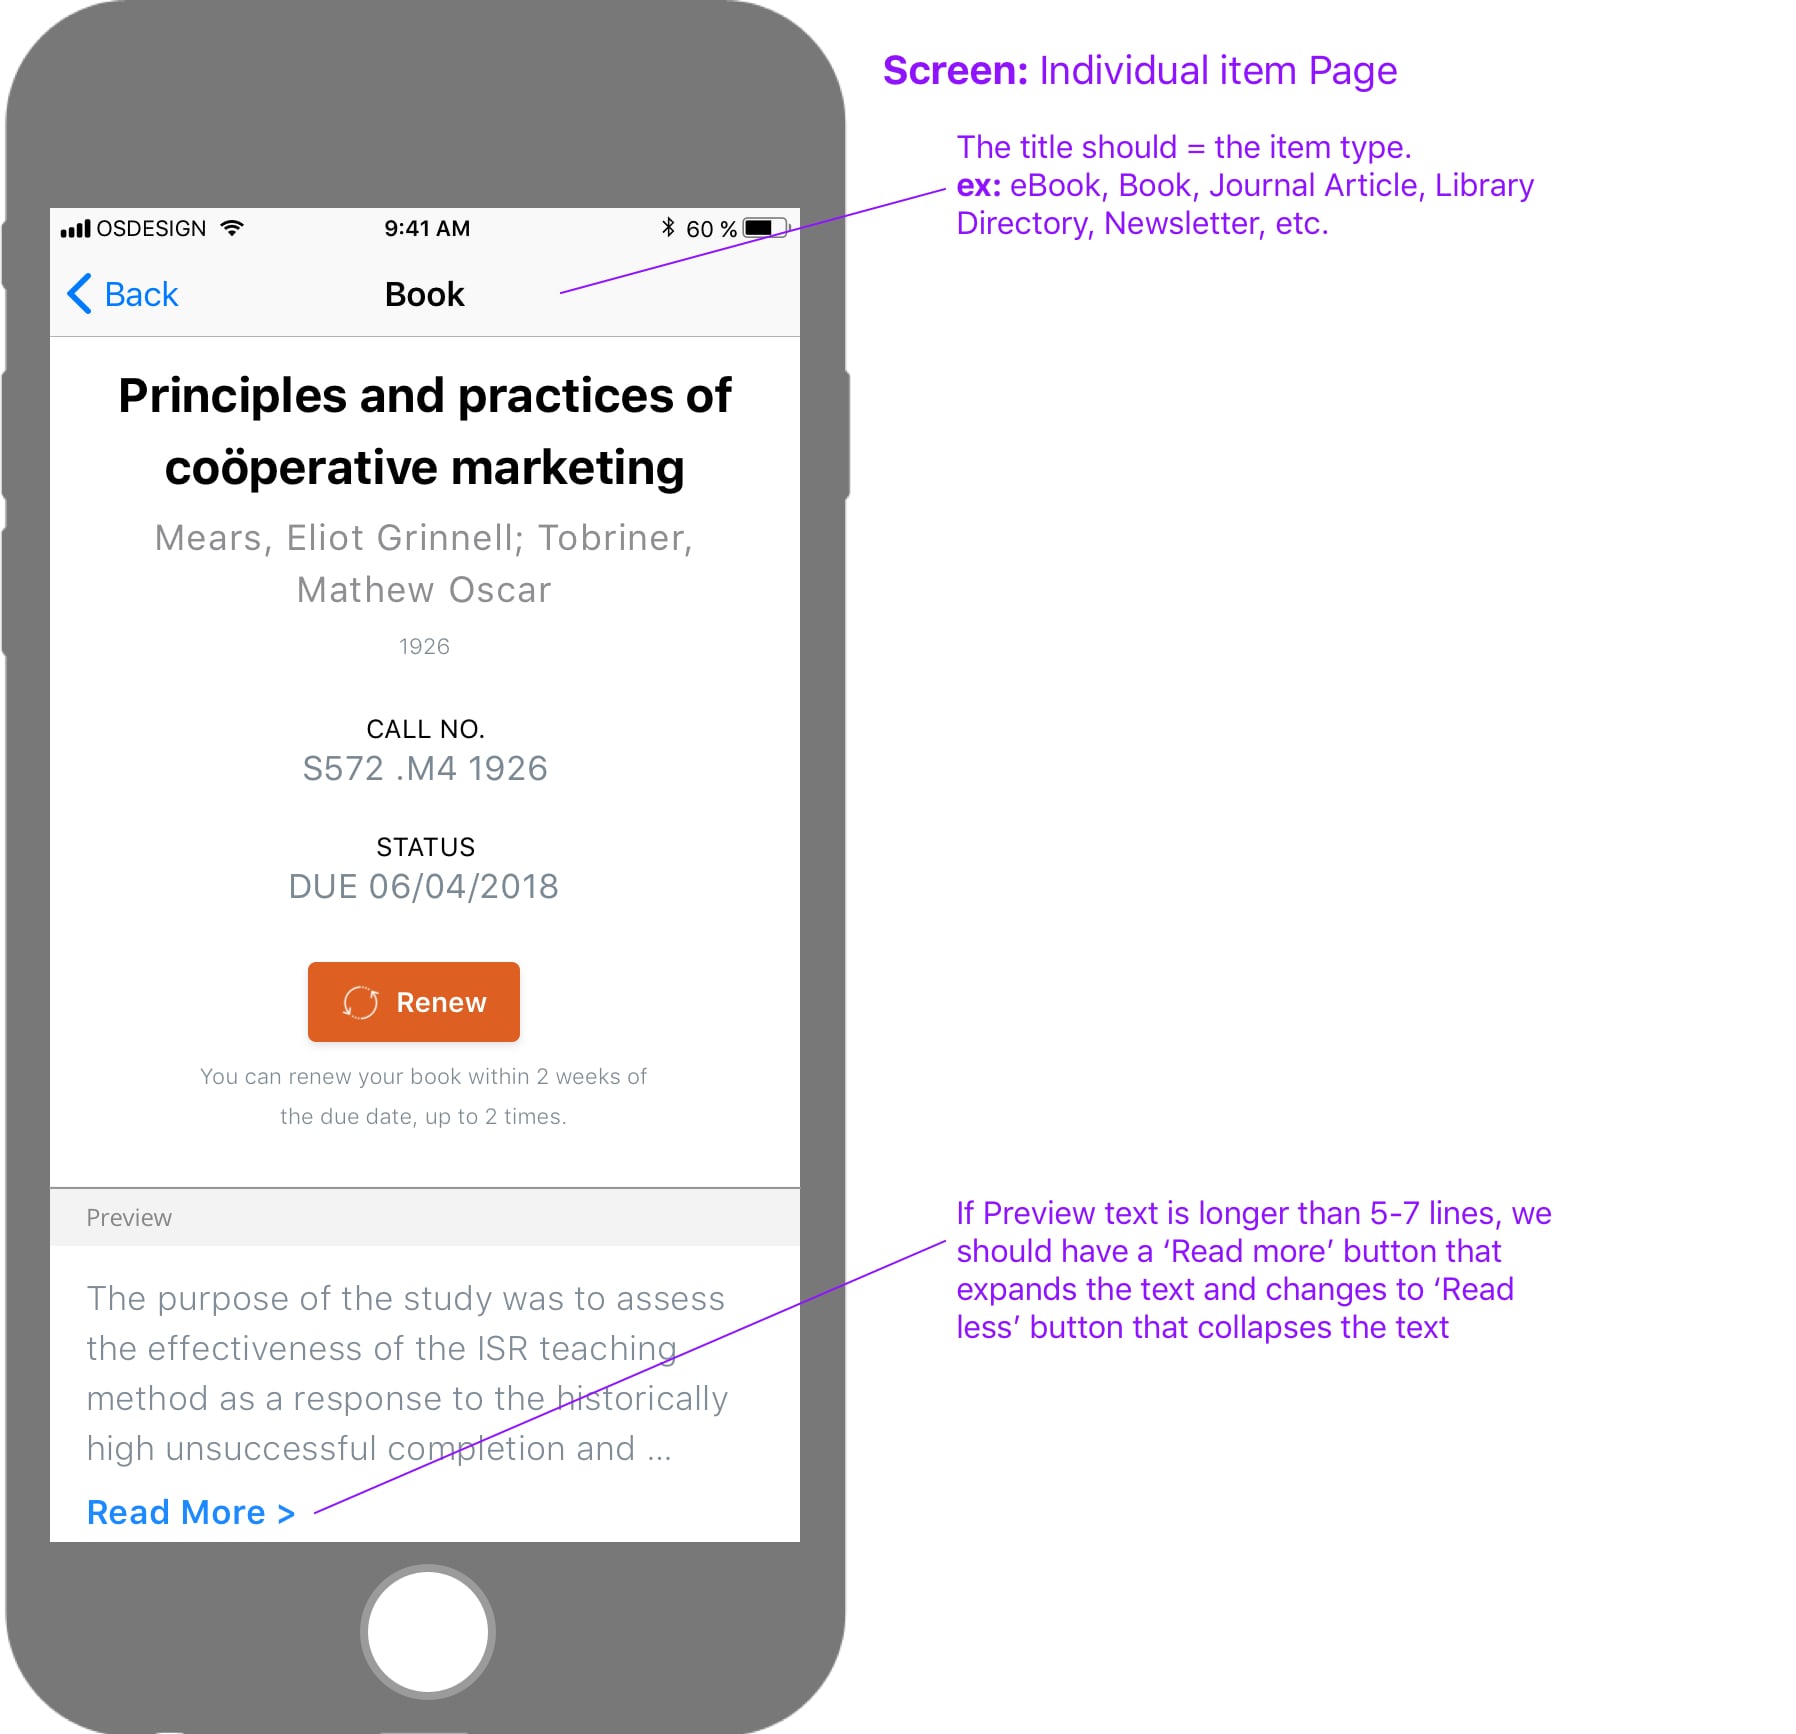 Screen: Individual item Page
The title should = the item type.
ex: eBook, Book, Journal Article, Library
Directory, Newsletter, etc.
OSDESIGN 9:41 AM 60 %
Back Book
Principles and practices of
coöperative marketing
Mears, Eliot Grinnell; Tobriner,
Mathew Oscar
1926
CALL NO.
S572 .M4 1926
STATUS
DUE 06/04/2018
Renew
You can renew your book within 2 weeks of
the due date, up to 2 times.
Preview
The purpose of the study was to assess
the effectiveness of the ISR teaching
method as a response to the historically
high unsuccessful completion and ...
Read More >
If Preview text is longer than 5-7 lines, we
should have a ‘Read more’ button that
expands the text and changes to ‘Read
less’ button that collapses the text